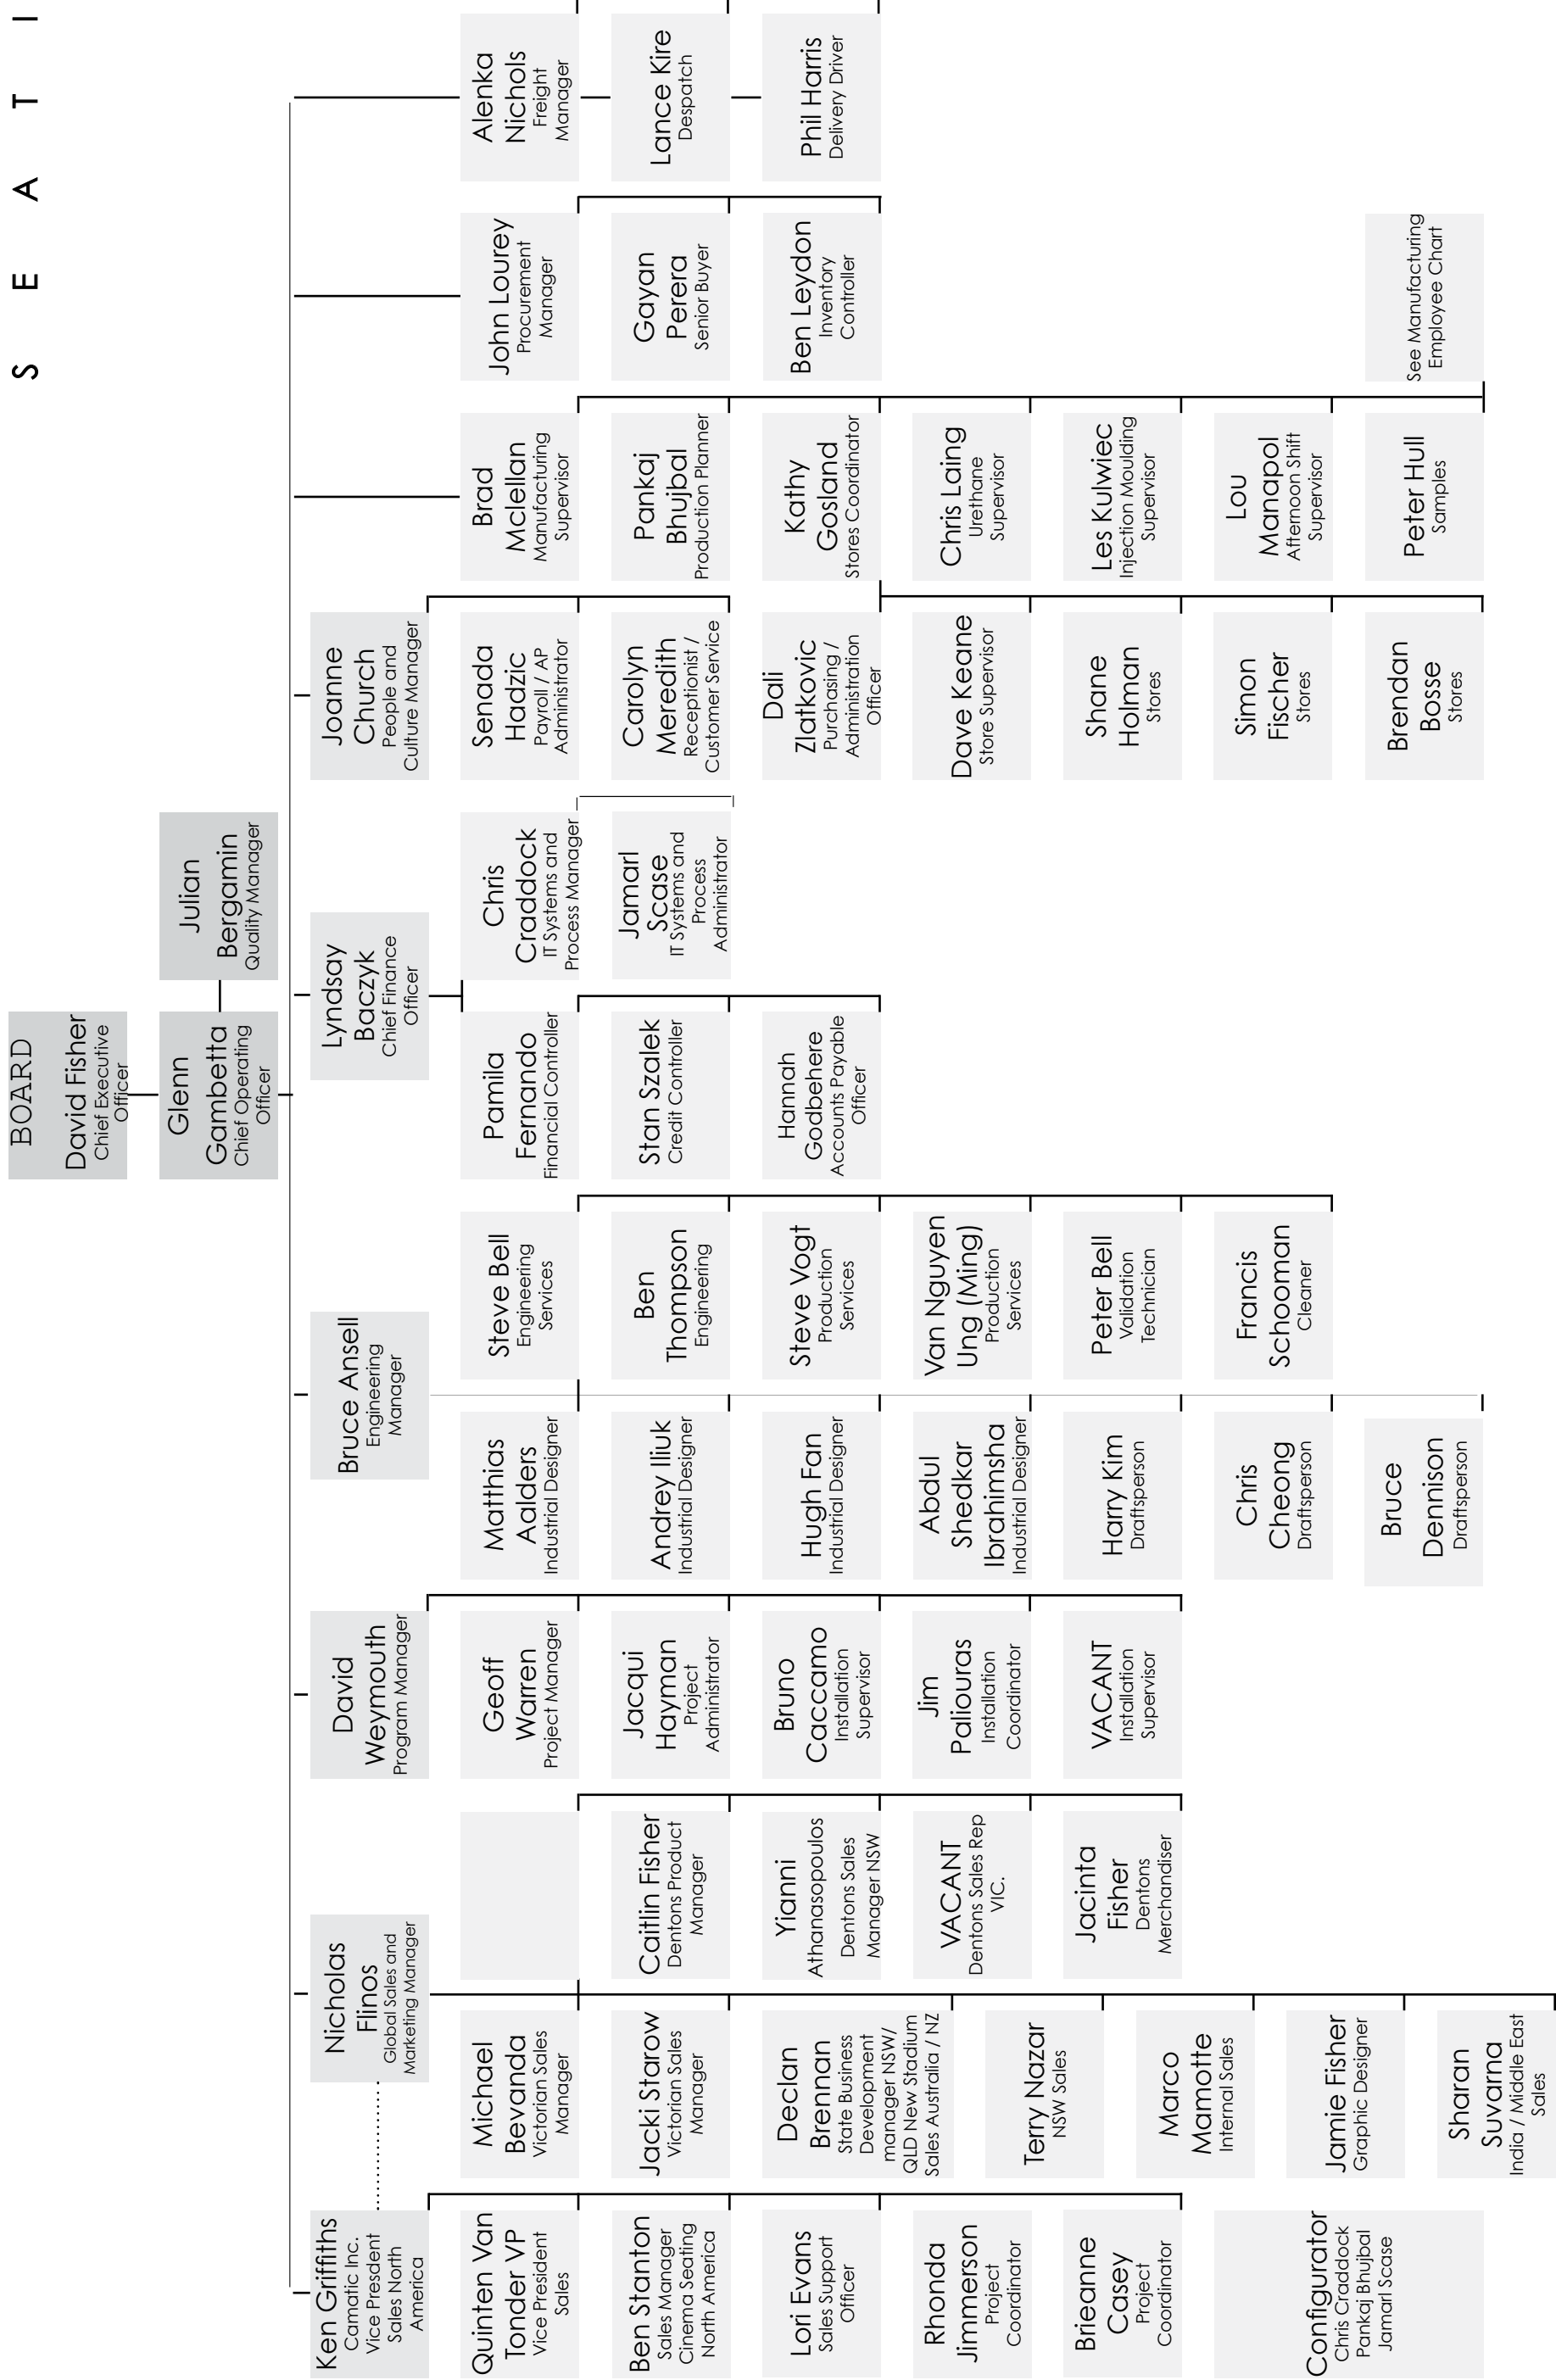 S E A T I
BOARD
David Fisher
Chief Executive
Officer
Glenn
Gambetta
Chief Operating
Officer
Julian
Bergamin
Quality Manager
Ken Griffiths
Camatic Inc.
Vice Presdent
Sales North
America
Quinten Van
Tonder VP
Vice President
Sales
Ben Stanton
Sales Manager
Cinema Seating
North America
Lori Evans
Sales Support
Officer
Rhonda
Jimmerson
Project
Coordinator
Brieanne
Casey
Project
Coordinator
Configurator
Chris Craddock
Pankaj Bhujbal
Jamarl Scase
Nicholas
Flinos
Global Sales and
Marketing Manager
Michael
Bevanda
Victorian Sales
Manager
Jacki Starow
Victorian Sales
Manager
Declan
Brennan
State Business
Development
manager NSW/
QLD New Stadium
Sales Australia / NZ
Terry Nazar
NSW Sales
Marco
Mamotte
Internal Sales
Jamie Fisher
Graphic Designer
Sharan
Suvarna
India / Middle East
Sales
Caitlin Fisher
Dentons Product
Manager
Yianni
Athanasopoulos
Dentons Sales
Manager NSW
VACANT
Dentons Sales Rep
VIC.
Jacinta
Fisher
Dentons
Merchandiser
David
Weymouth
Program Manager
Geoff
Warren
Project Manager
Jacqui
Hayman
Project
Administrator
Bruno
Caccamo
Installation
Supervisor
Jim
Paliouras
Installation
Coordinator
VACANT
Installation
Supervisor
Bruce Ansell
Engineering
Manager
Matthias
Aalders
Industrial Designer
Andrey Iliuk
Industrial Designer
Hugh Fan
Industrial Designer
Abdul
Shedkar
Ibrahimsha
Industrial Designer
Harry Kim
Draftsperson
Chris
Cheong
Draftsperson
Bruce
Dennison
Draftsperson
Steve Bell
Engineering
Services
Ben
Thompson
Engineering
Steve Vogt
Production
Services
Van Nguyen
Ung (Ming)
Production
Services
Peter Bell
Validation
Technician
Francis
Schooman
Cleaner
Lyndsay
Baczyk
Chief Finance
Officer
Pamila
Fernando
Financial Controller
Stan Szalek
Credit Controller
Hannah
Godbehere
Accounts Payable
Officer
Chris
Craddock
IT Systems and
Process Manager
Jamarl
Scase
IT Systems and
Process
Administrator
Joanne
Church
People and
Culture Manager
Senada
Hadzic
Payroll / AP
Administrator
Carolyn
Meredith
Receptionist /
Customer Service
Dali
Zlatkovic
Purchasing /
Administration
Officer
Dave Keane
Store Supervisor
Shane
Holman
Stores
Simon
Fischer
Stores
Brendan
Bosse
Stores
Brad
Mclellan
Manufacturing
Supervisor
Pankaj
Bhujbal
Production Planner
Kathy
Gosland
Stores Coordinator
Chris Laing
Urethane
Supervisor
Les Kulwiec
Injection Moulding
Supervisor
Lou
Manapol
Afternoon Shift
Supervisor
Peter Hull
Samples
John Lourey
Procurement
Manager
Gayan
Perera
Senior Buyer
Ben Leydon
Inventory
Controller
See Manufacturing
Employee Chart
Alenka
Nichols
Freight
Manager
Lance Kire
Despatch
Phil Harris
Delivery Driver